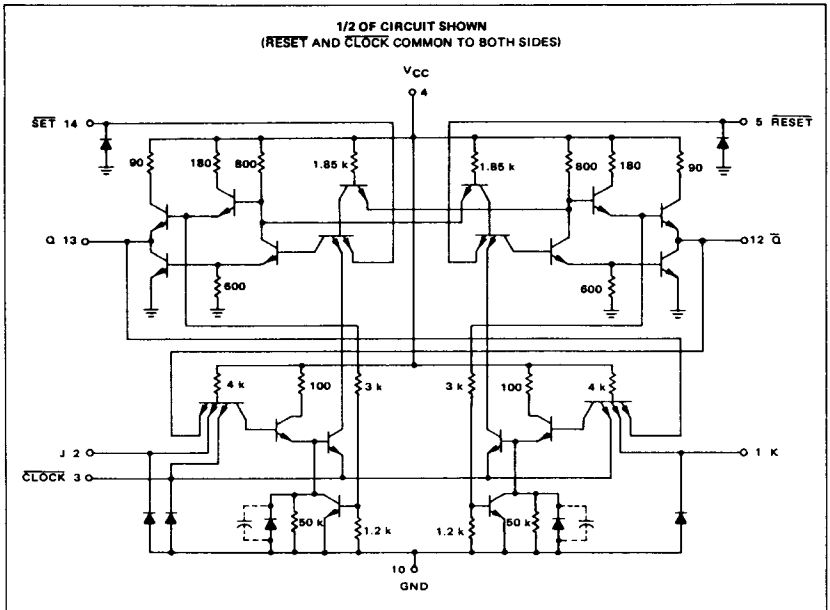 1/2 OF CIRCUIT SHOWN
(RESET AND CLOCK COMMON TO BOTH SIDES)
VCC
4
SET 14
5 RESET
90
180
800
1.85 k
1.85 k
800
180
90
Q 13
12 Q
600
600
4 k
100
3 k
3 k
100
4 k
J 2
1 K
CLOCK 3
50 k
1.2 k
1.2 k
50 k
10
GND